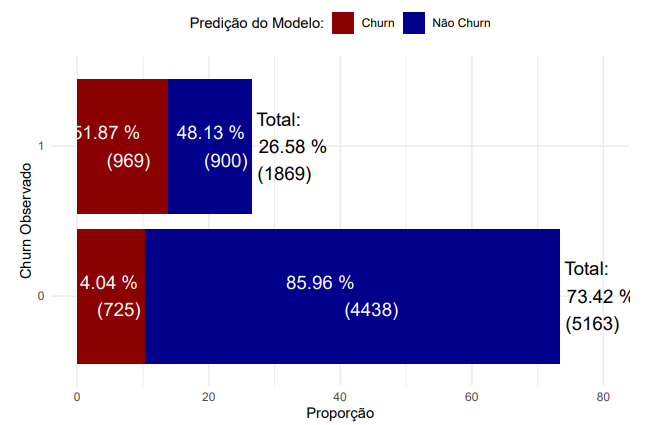 Predição do Modelo: Churn Não Churn
Churn Observado
1
51.87 % 48.13 % Total:
(969) (900) 26.58 %
(1869)
0
4.04 % 85.96 % Total:
(725) (4438) 73.42 %
(5163)
0 20 40 60 80
Proporção